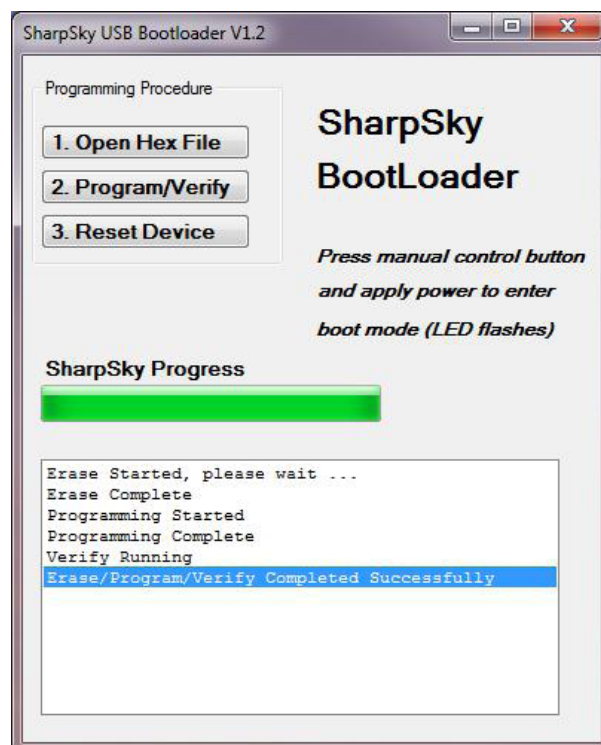 SharpSky USB Bootloader V1.2
Programming Procedure
1. Open Hex File
2. Program/Verify
3. Reset Device
SharpSky
BootLoader
Press manual control button
and apply power to enter
boot mode (LED flashes)
SharpSky Progress
Erase Started, please wait ...
Erase Complete
Programming Started
Programming Complete
Verify Running
Erase/Program/Verify Completed Successfully